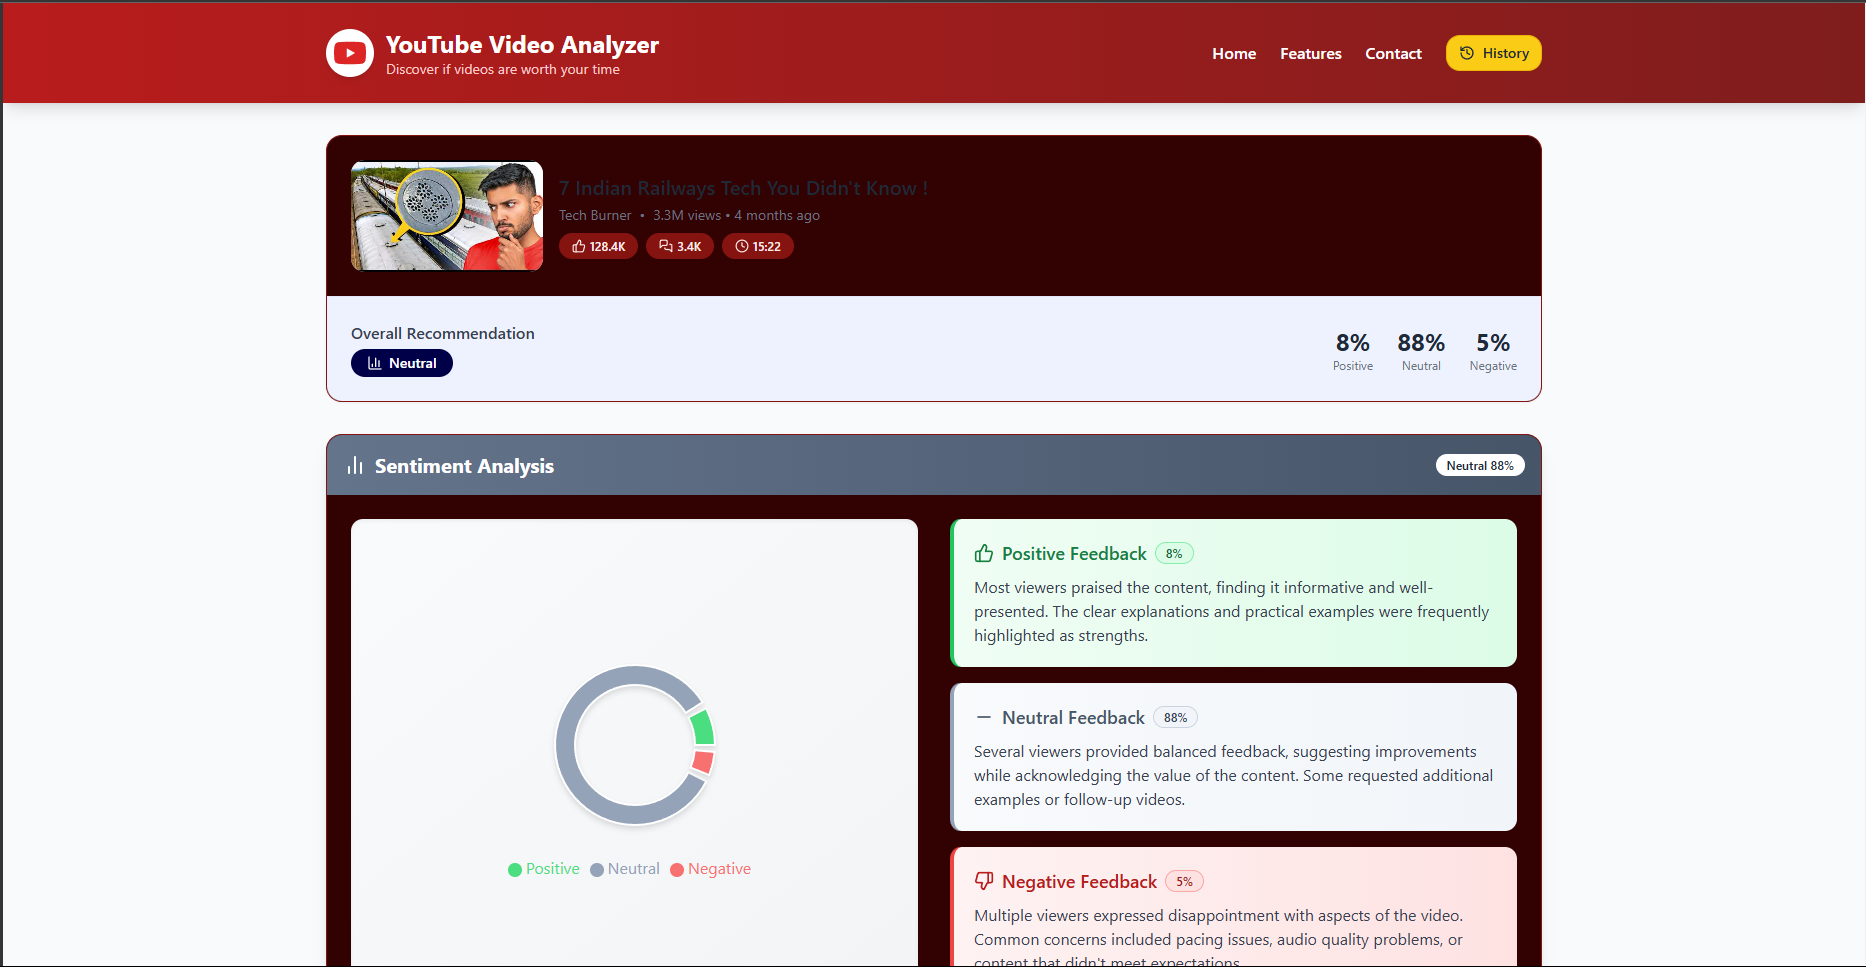 YouTube Video Analyzer
Discover if videos are worth your time
Home Features Contact History
7 Indian Railways Tech You Didn't Know !
Tech Burner • 3.3M views • 4 months ago
128.4K 3.4K 15:22
Overall Recommendation
Neutral
8% 88% 5%
Positive Neutral Negative
Sentiment Analysis
Neutral 88%
Positive Neutral Negative
Positive Feedback 8%
Most viewers praised the content, finding it informative and well-
presented. The clear explanations and practical examples were frequently
highlighted as strengths.
Neutral Feedback 88%
Several viewers provided balanced feedback, suggesting improvements
while acknowledging the value of the content. Some requested additional
examples or follow-up videos.
Negative Feedback 5%
Multiple viewers expressed disappointment with aspects of the video.
Common concerns included pacing issues, audio quality problems, or
content that didn't meet expectations.